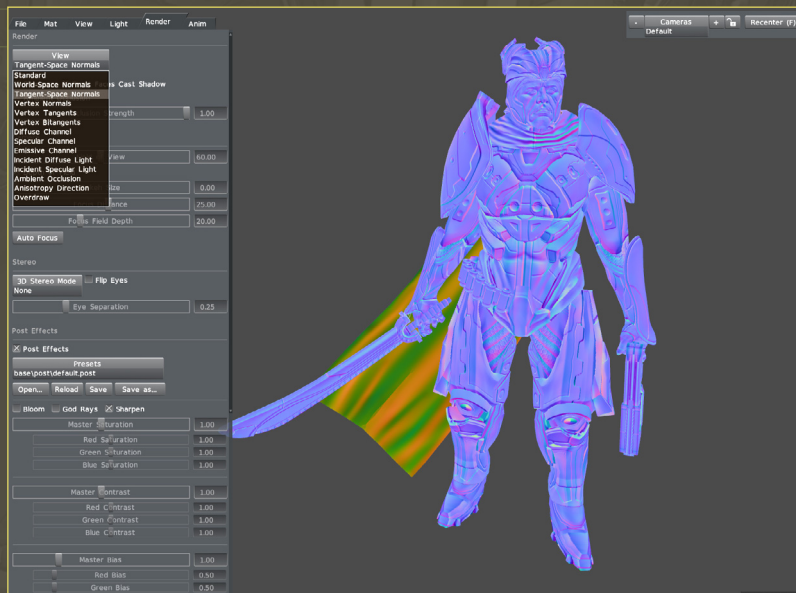 File Mat View Light Render Anim
- Cameras + Recenter (F)
Default
Render
View
Tangent-Space Normals
Standard
World-Space Normals
Tangent-Space Normals
Vertex Normals
Vertex Tangents
Vertex Bitangents
Diffuse Channel
Specular Channel
Emissive Channel
Incident Diffuse Light
Incident Specular Light
Ambient Occlusion
Anisotropy Direction
Overdraw
Cast Shadow
1.00
View 60.00
Size 0.00
25.00
Focus Field Depth 20.00
Auto Focus
Stereo
3D Stereo Mode Flip Eyes
None
Eye Separation 0.25
Post Effects
Post Effects
Presets
base\post\default.post
Open... Reload Save Save as...
Bloom God Rays Sharpen
Master Saturation 1.00
Red Saturation 1.00
Green Saturation 1.00
Blue Saturation 1.00
Master Contrast 1.00
Red Contrast 1.00
Green Contrast 1.00
Blue Contrast 1.00
Master Bias 1.00
Red Bias 0.50
Green Bias 0.50